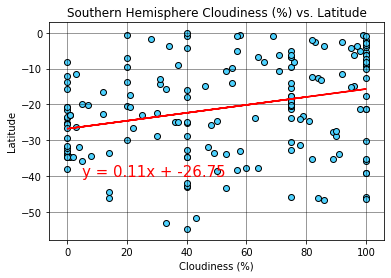 Southern Hemisphere Cloudiness (%) vs. Latitude
0
−10
−20
−30
−40
−50
Latitude
y = 0.11x + -26.75
0 20 40 60 80 100
Cloudiness (%)